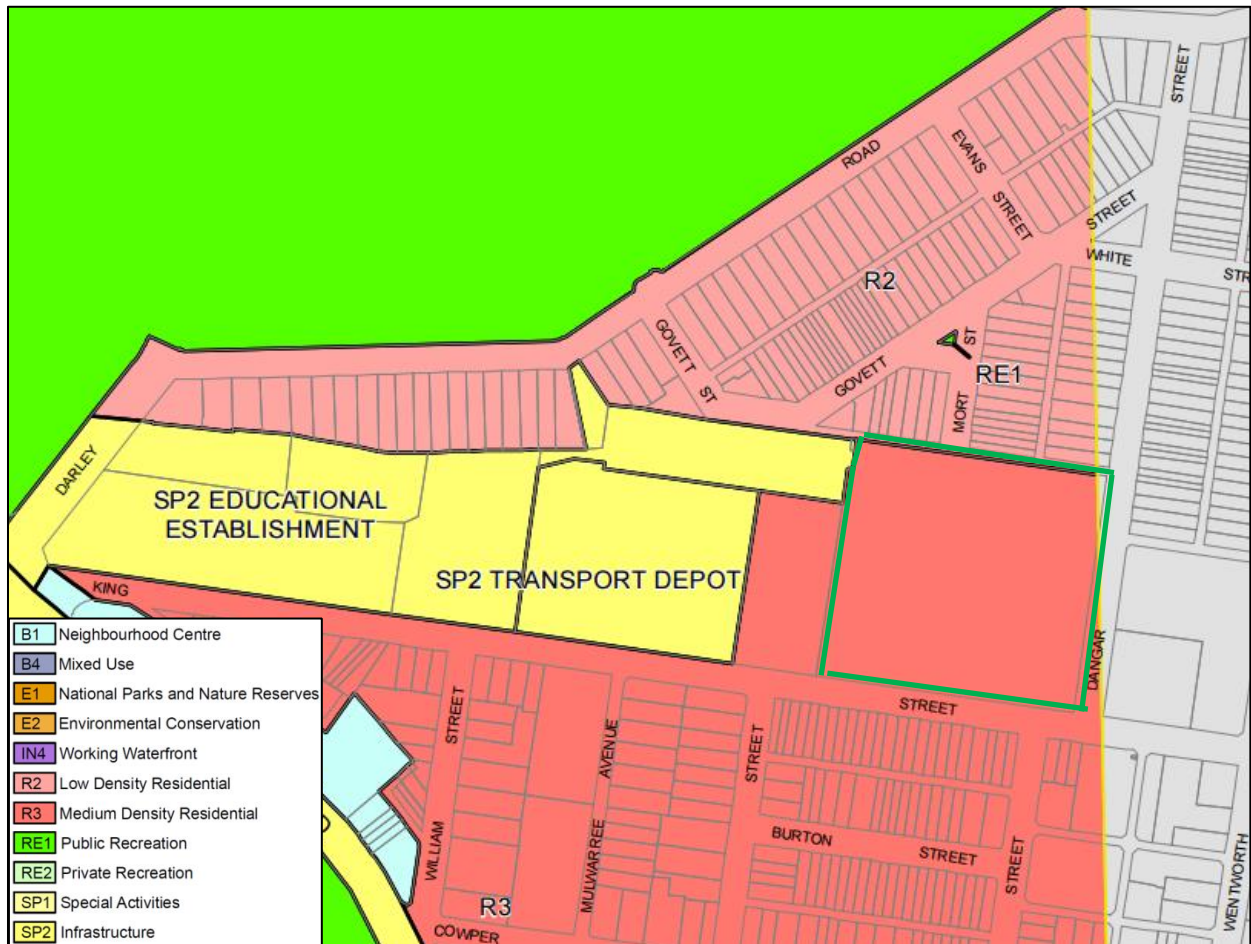 STREET
ROAD
EVANS
STREET
STREET
WHITE
STR
R2
GOVETT
ST
GOVETT
ST
MORT
RE1
DARLEY
SP2 EDUCATIONAL
ESTABLISHMENT
SP2 TRANSPORT DEPOT
KING
DANGAR
STREET
STREET
AVENUE
STREET
BURTON
STREET
STREET
WILLIAM
MULWARREE
R3
COWPER
WENTWORTH
B1 Neighbourhood Centre
B4 Mixed Use
E1 National Parks and Nature Reserves
E2 Environmental Conservation
IN4 Working Waterfront
R2 Low Density Residential
R3 Medium Density Residential
RE1 Public Recreation
RE2 Private Recreation
SP1 Special Activities
SP2 Infrastructure